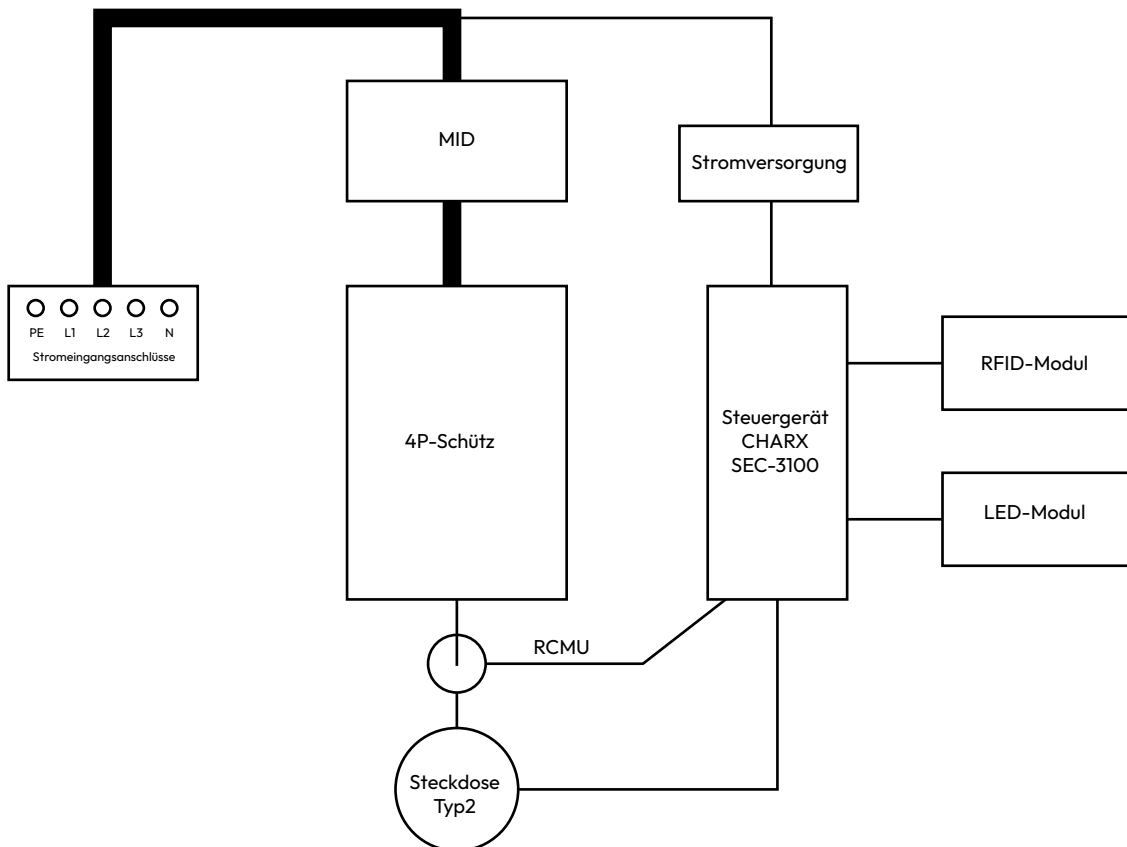 MID
Stromversorgung
PE L1 L2 L3 N
Stromeingangsanschlüsse
4P-Schütz
Steuergerät
CHARX
SEC-3100
RFID-Modul
LED-Modul
RCMU
Steckdose
Typ2